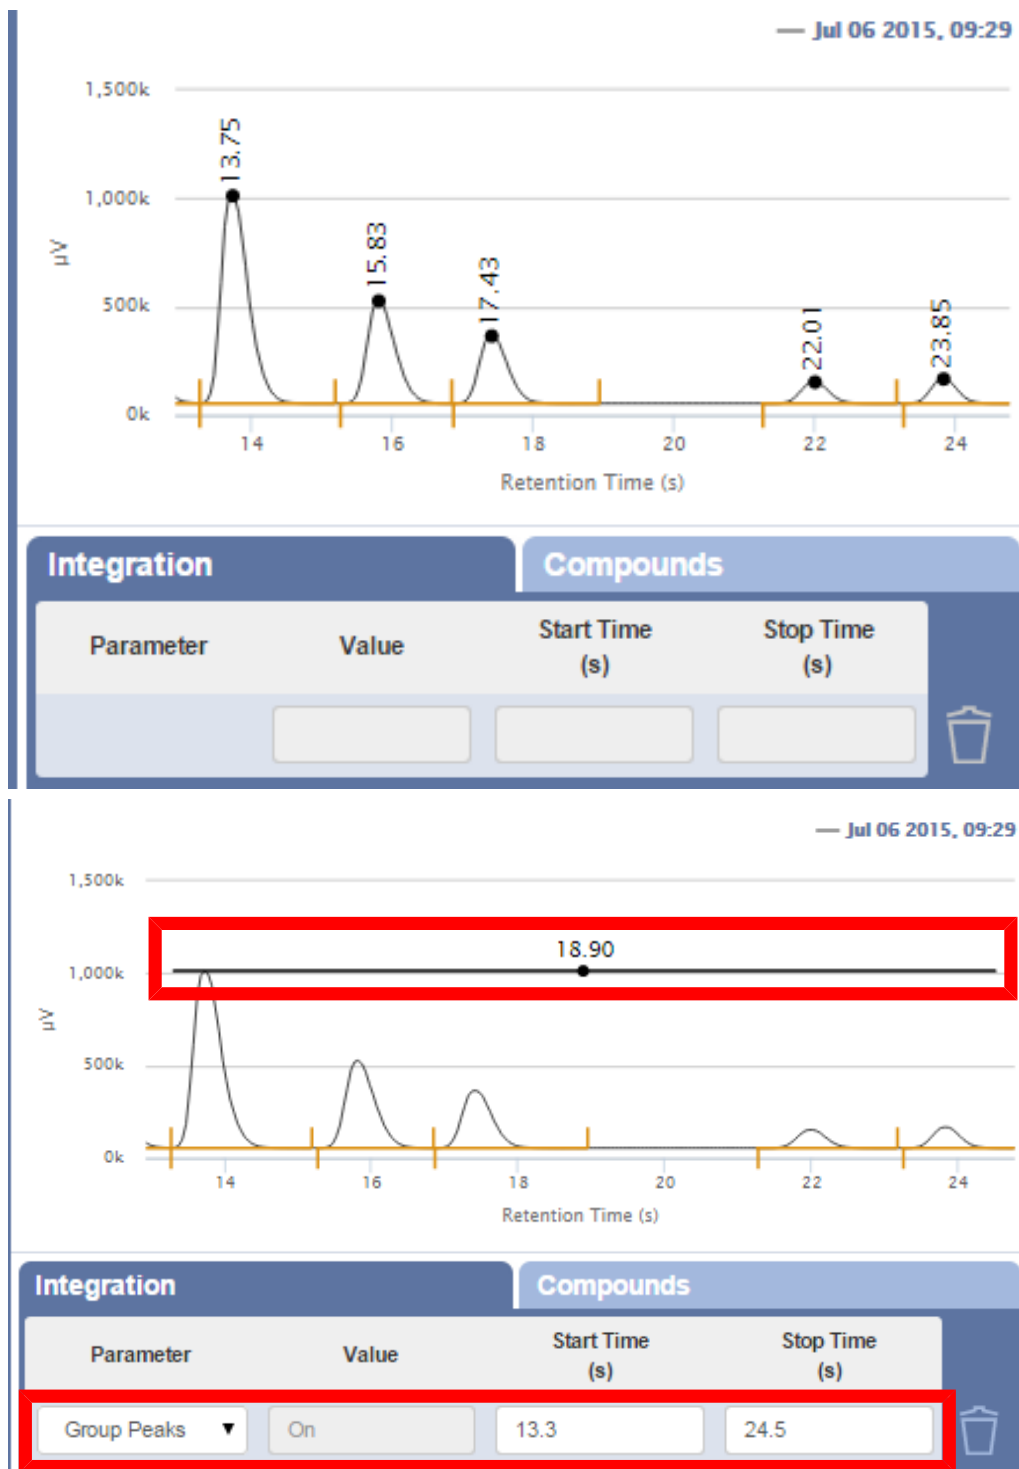 Jul 06 2015, 09:29
1,500k
13.75
1,000k
15.83
µV
17.43
500k
22.01
23.85
0k
14 16 18 20 22 24
Retention Time (s)
Integration Compounds
Parameter Value Start Time (s) Stop Time (s)
Jul 06 2015, 09:29
1,500k
18.90
1,000k
µV
500k
0k
14 16 18 20 22 24
Retention Time (s)
Integration Compounds
Parameter Value Start Time (s) Stop Time (s)
Group Peaks On 13.3 24.5